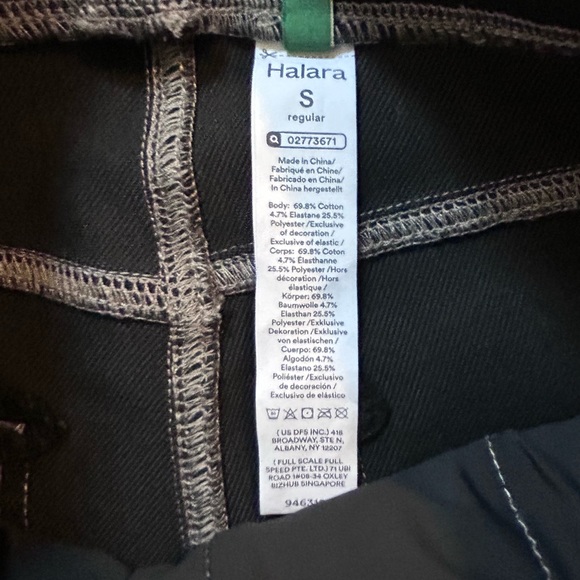 Halara
S
regular
02773671
Made in China/
Fabriqué en Chine/
Fabricado en China/
In China hergestellt
Body: 69.8% Cotton
4.7% Elastane 25.5%
Polyester /Exclusive
of decoration /
Exclusive of elastic /
Corps: 69.8% Coton
4.7% Élasthanne
25.5% Polyester /Hors
décoration /Hors
élastique /
Körper: 69.8%
Baumwolle 4.7%
Elasthan 25.5%
Polyester /Exklusive
Dekoration /Exklusive
von elastischen /
Cuerpo: 69.8%
Algodón 4.7%
Elastano 25.5%
Poliéster /Exclusivo
de decoración /
Exclusivo de elástico
( US DFS INC.) 418
BROADWAY, STE N,
ALBANY, NY 12207
( FULL SCALE FULL
SPEED PTE. LTD.) 71 UBI
ROAD 1#08-34 OXLEY
BIZHUB SINGAPORE